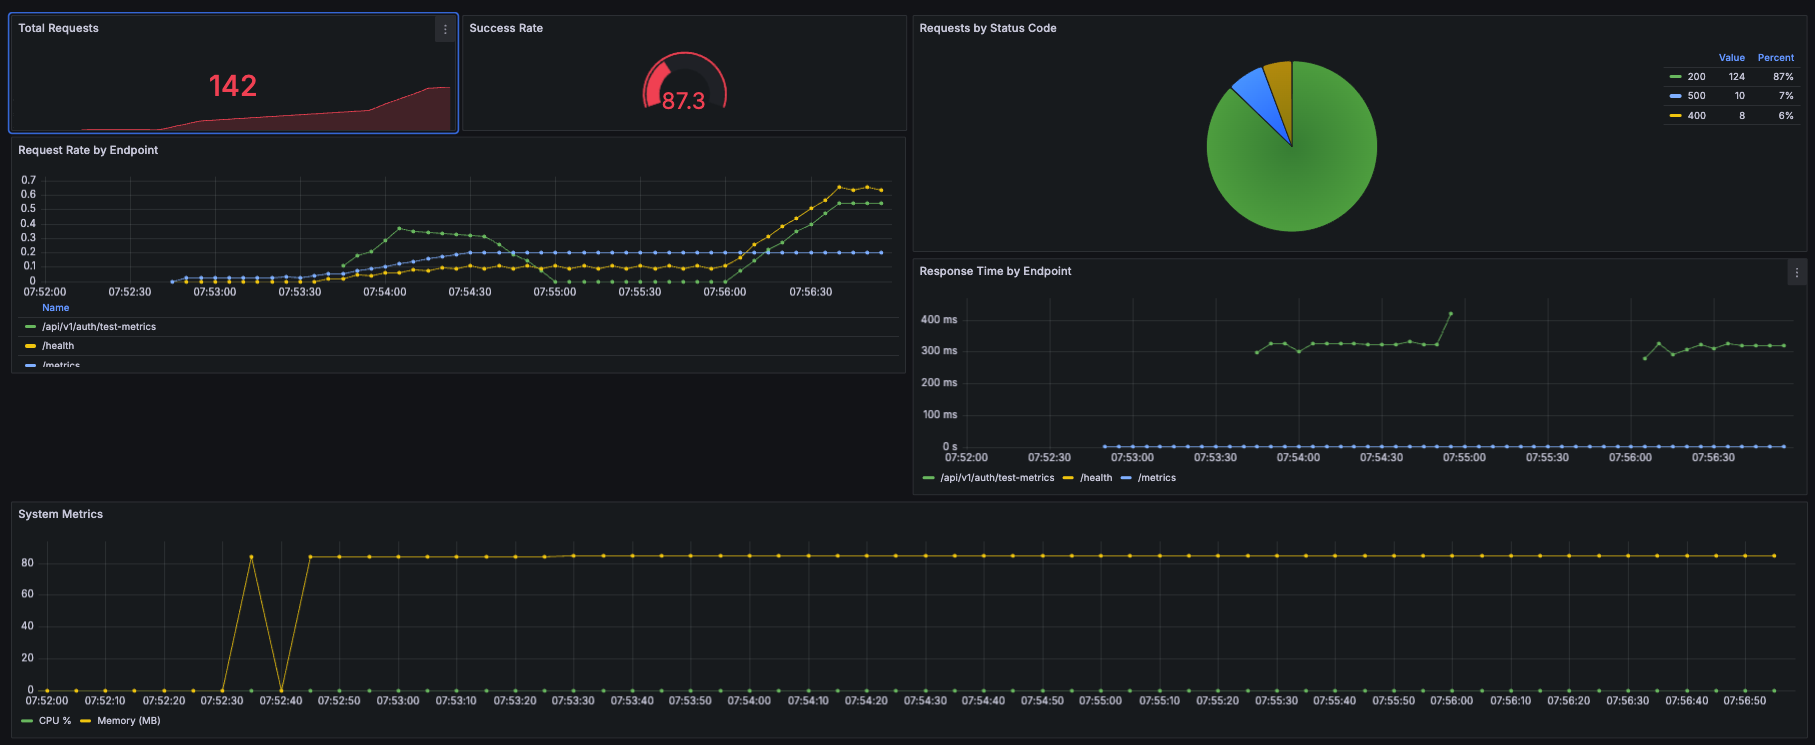 Total Requests
142
Success Rate
87.3
Requests by Status Code
Value Percent
200 124 87%
500 10 7%
400 8 6%
Request Rate by Endpoint
0.7
0.6
0.5
0.4
0.3
0.2
0.1
0
07:52:00 07:52:30 07:53:00 07:53:30 07:54:00 07:54:30 07:55:00 07:55:30 07:56:00 07:56:30
Name
/api/v1/auth/test-metrics
/health
/metrics
Response Time by Endpoint
400 ms
300 ms
200 ms
100 ms
0 s
07:52:00 07:52:30 07:53:00 07:53:30 07:54:00 07:54:30 07:55:00 07:55:30 07:56:00 07:56:30
/api/v1/auth/test-metrics /health /metrics
System Metrics
80
60
40
20
0
07:52:00 07:52:10 07:52:20 07:52:30 07:52:40 07:52:50 07:53:00 07:53:10 07:53:20 07:53:30 07:53:40 07:53:50 07:54:00 07:54:10 07:54:20 07:54:30 07:54:40 07:54:50 07:55:00 07:55:10 07:55:20 07:55:30 07:55:40 07:55:50 07:56:00 07:56:10 07:56:20 07:56:30 07:56:40 07:56:50
CPU % Memory (MB)